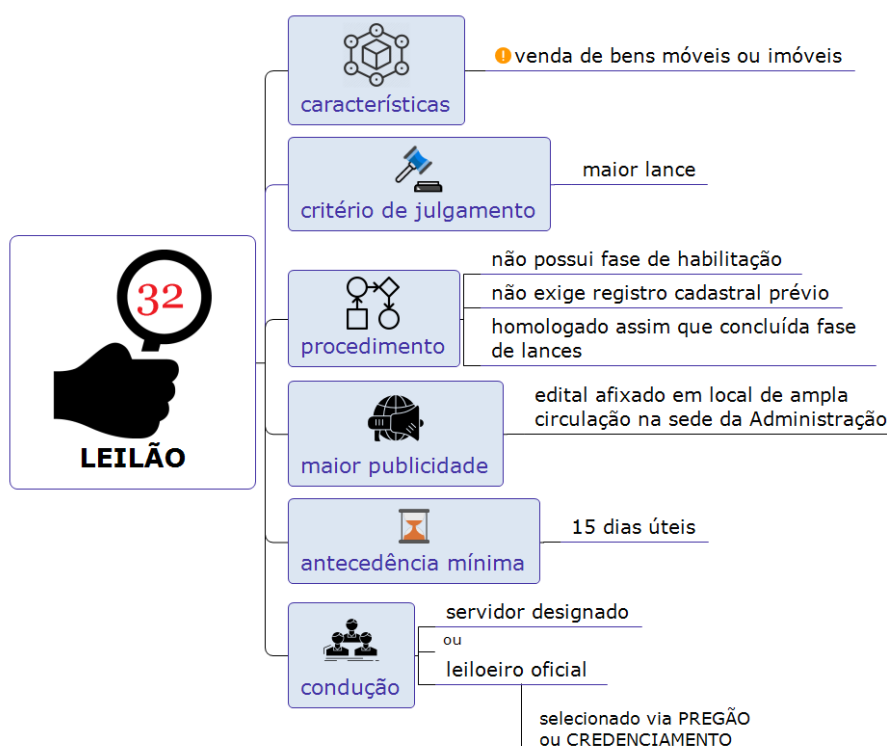 características
venda de bens móveis ou imóveis
critério de julgamento
maior lance
32
LEILÃO
procedimento
não possui fase de habilitação
não exige registro cadastral prévio
homologado assim que concluída fase
de lances
maior publicidade
edital afixado em local de ampla
circulação na sede da Administração
antecedência mínima
15 dias úteis
condução
servidor designado
ou
leiloeiro oficial
selecionado via PREGÃO
ou CREDENCIAMENTO